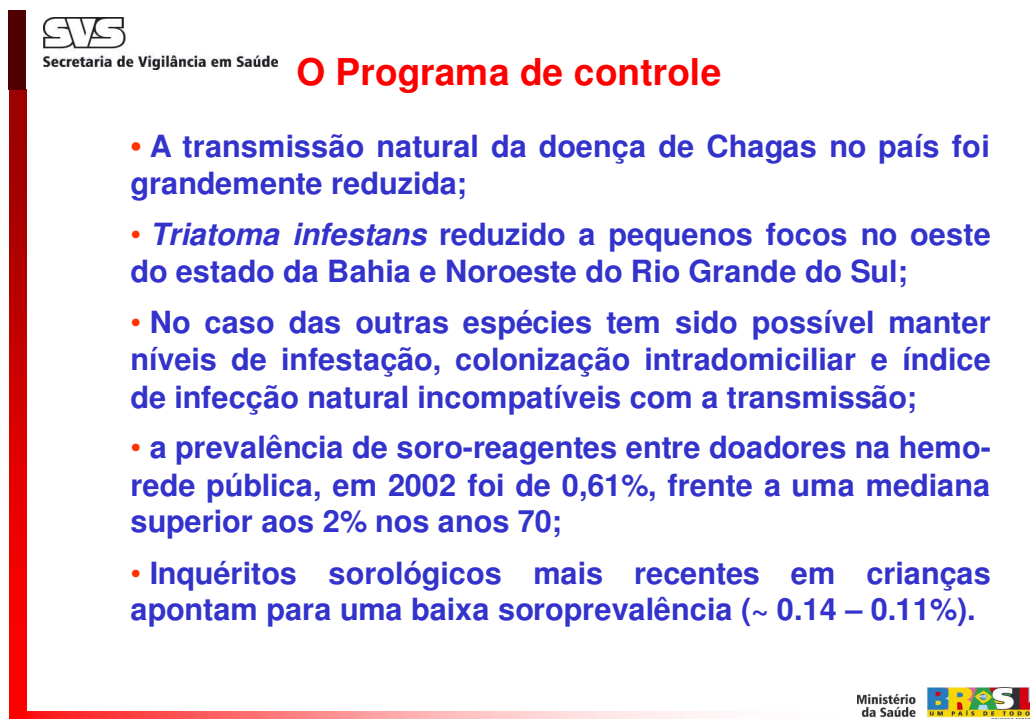 SVS
Secretaria de Vigilância em Saúde
O Programa de controle
• A transmissão natural da doença de Chagas no país foi
grandemente reduzida;
• Triatoma infestans reduzido a pequenos focos no oeste
do estado da Bahia e Noroeste do Rio Grande do Sul;
• No caso das outras espécies tem sido possível manter
níveis de infestação, colonização intradomiciliar e índice
de infecção natural incompatíveis com a transmissão;
• a prevalência de soro-reagentes entre doadores na hemo-
rede pública, em 2002 foi de 0,61%, frente a uma mediana
superior aos 2% nos anos 70;
• Inquéritos sorológicos mais recentes em crianças
apontam para uma baixa soroprevalência (~ 0.14 – 0.11%).
Ministério
da Saúde
BRASIL
UM PAÍS DE TODO